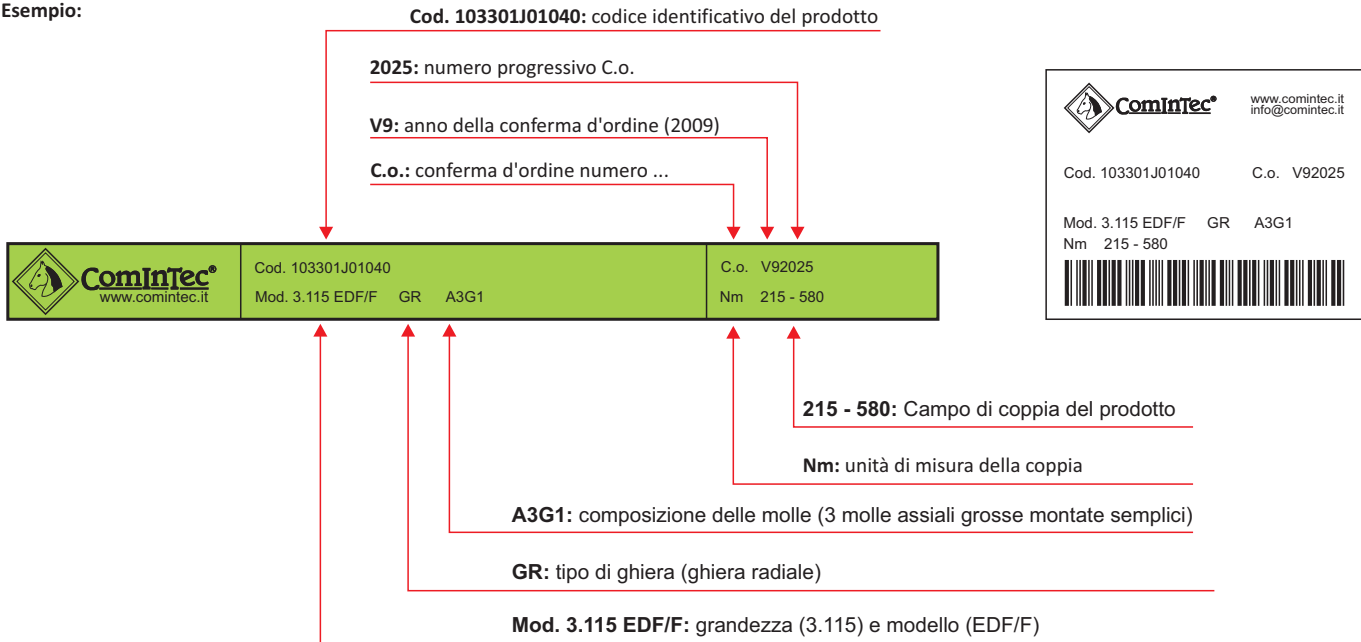 Esempio:
Cod. 103301J01040: codice identificativo del prodotto
2025: numero progressivo C.o.
V9: anno della conferma d'ordine (2009)
C.o.: conferma d'ordine numero ...
ComInTec®
www.comintec.it
Cod. 103301J01040
Mod. 3.115 EDF/F GR A3G1
C.o. V92025
Nm 215 - 580
ComInTec®
www.comintec.it
info@comintec.it
Cod. 103301J01040 C.o. V92025
Mod. 3.115 EDF/F GR A3G1
Nm 215 - 580
215 - 580: Campo di coppia del prodotto
Nm: unità di misura della coppia
A3G1: composizione delle molle (3 molle assiali grosse montate semplici)
GR: tipo di ghiera (ghiera radiale)
Mod. 3.115 EDF/F: grandezza (3.115) e modello (EDF/F)